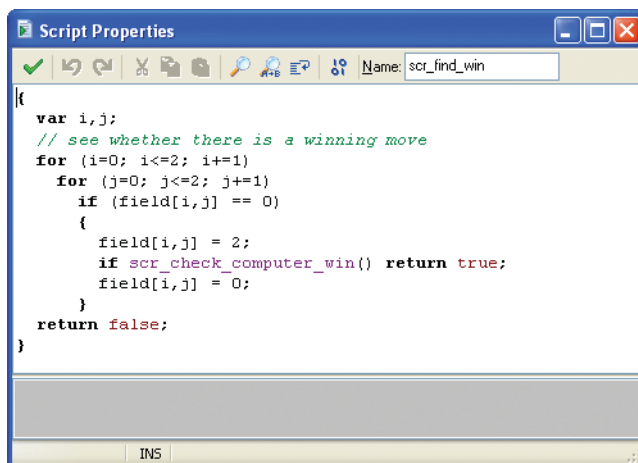 Script Properties
A+B
Name: scr_find_win
{
var i,j;
// see whether there is a winning move
for (i=0; i<=2; i+=1)
for (j=0; j<=2; j+=1)
if (field[i,j] == 0)
{
field[i,j] = 2;
if scr_check_computer_win() return true;
field[i,j] = 0;
}
return false;
}
INS